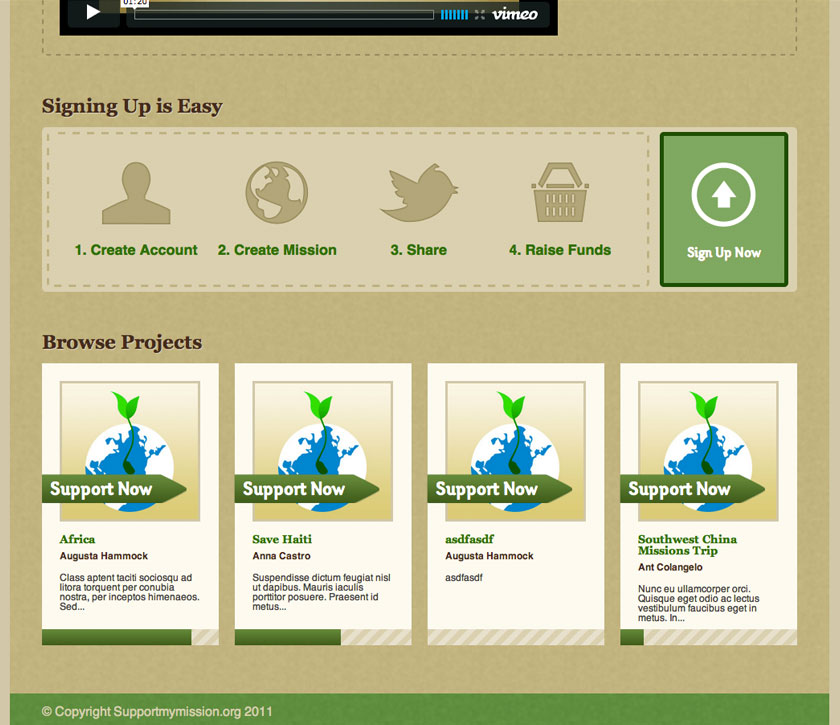 01:20
vimeo
Signing Up is Easy
1. Create Account
2. Create Mission
3. Share
4. Raise Funds
Sign Up Now
Browse Projects
Support Now
Africa
Augusta Hammock
Class aptent taciti sociosqu ad
litora torquent per conubia
nostra, per inceptos himenaeos.
Sed...
Support Now
Save Haiti
Anna Castro
Suspendisse dictum feugiat nisl
ut dapibus. Mauris iaculis
porttitor posuere. Praesent id
metus...
Support Now
asdfasdf
Augusta Hammock
asdfasdf
Support Now
Southwest China
Missions Trip
Ant Colangelo
Nunc eu ullamcorper orci.
Quisque eget odio ac lectus
vestibulum faucibus eget in
metus. In...
© Copyright Supportmymission.org 2011